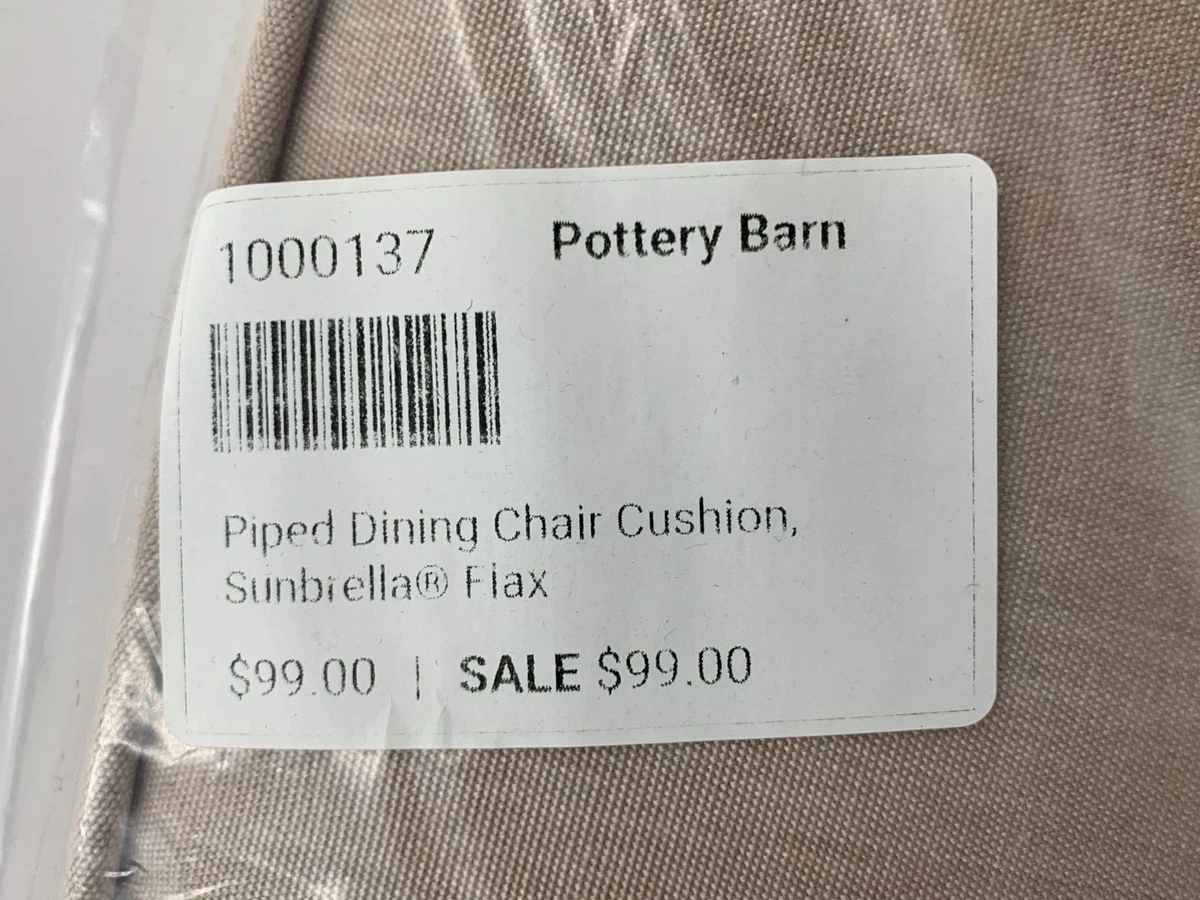 1000137
Pottery Barn
Piped Dining Chair Cushion,
Sunbrella® Flax
$99.00 | SALE $99.00